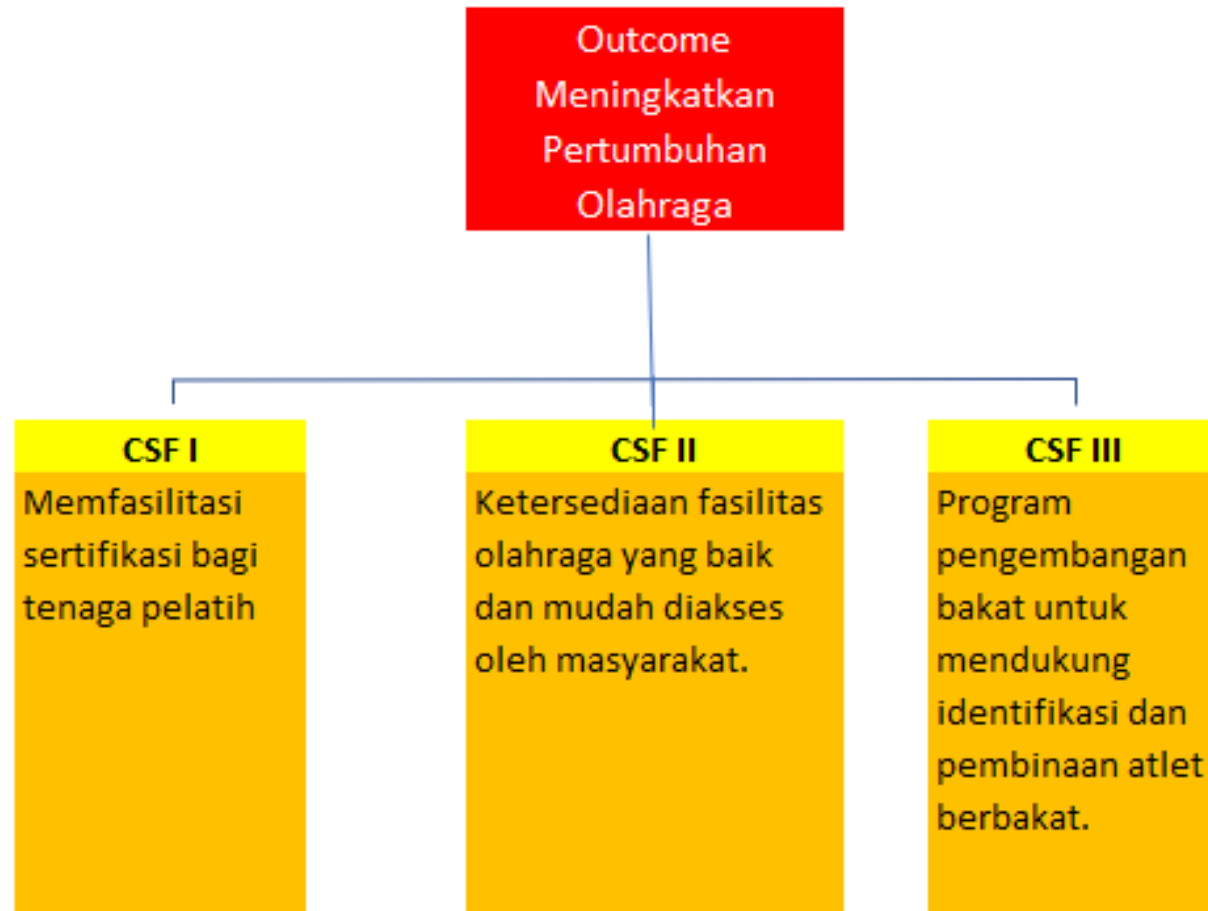 Outcome
Meningkatkan
Pertumbuhan
Olahraga
CSF I
Memfasilitasi
sertifikasi bagi
tenaga pelatih
CSF II
Ketersediaan fasilitas
olahraga yang baik
dan mudah diakses
oleh masyarakat.
CSF III
Program
pengembangan
bakat untuk
mendukung
identifikasi dan
pembinaan atlet
berbakat.